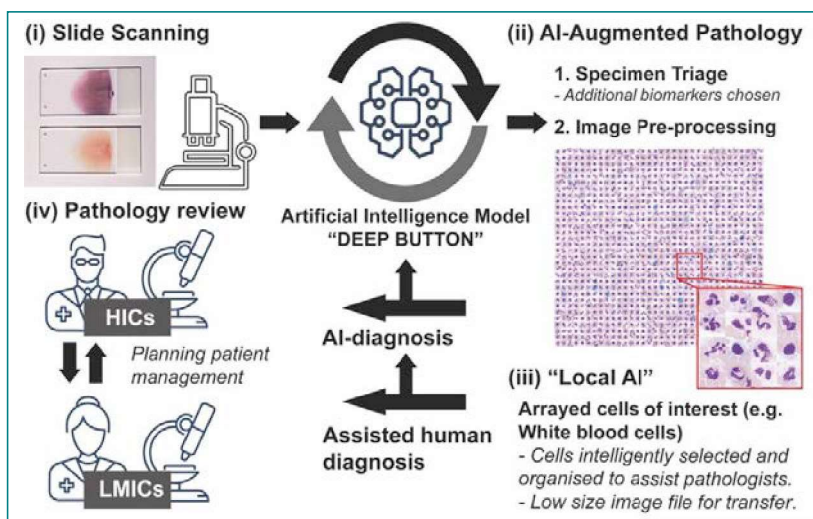 (i) Slide Scanning
Artificial Intelligence Model
“DEEP BUTTON”
(ii) AI-Augmented Pathology
1. Specimen Triage
- Additional biomarkers chosen
2. Image Pre-processing
(iii) “Local AI”
Arrayed cells of interest (e.g.
White blood cells)
- Cells intelligently selected and
organised to assist pathologists.
- Low size image file for transfer.
AI-diagnosis
Assisted human
diagnosis
(iv) Pathology review
HICs
Planning patient
management
LMICs